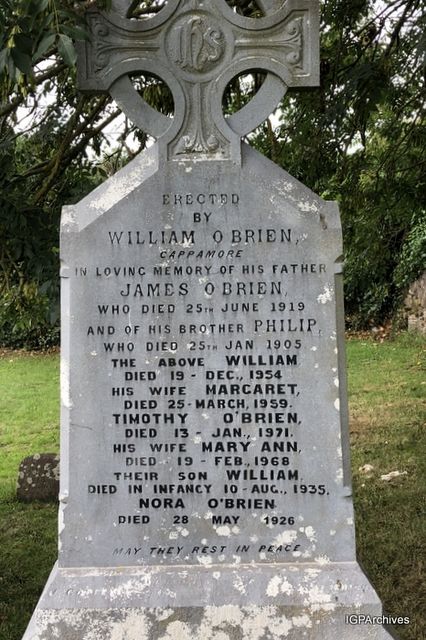 IHS
ERECTED
BY
WILLIAM O'BRIEN,
CAPPAMORE
IN LOVING MEMORY OF HIS FATHER
JAMES O'BRIEN,
WHO DIED 25TH JUNE 1919
AND OF HIS BROTHER PHILIP,
WHO DIED 25TH JAN 1905
THE ABOVE WILLIAM
DIED 19 - DEC., 1954
HIS WIFE MARGARET,
DIED 25-MARCH, 1959.
TIMOTHY O'BRIEN,
DIED 13 - JAN., 1971.
HIS WIFE MARY ANN,
DIED 19 - FEB., 1968
THEIR SON WILLIAM,
DIED IN INFANCY 10-AUG., 1935.
NORA O'BRIEN
DIED 28 MAY 1926
MAY THEY REST IN PEACE
IGPArchives